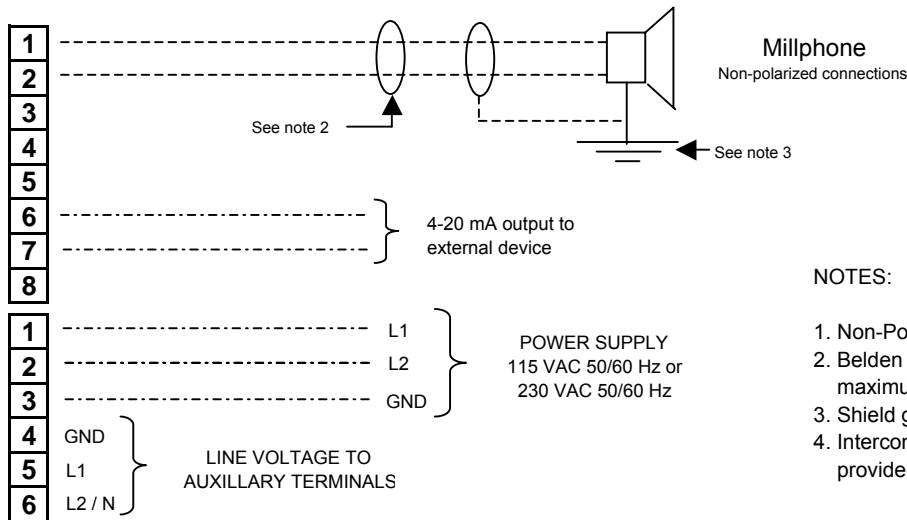 1
2
3
4
5
6
7
8
Millphone
Non-polarized connections
See note 2
See note 3
4-20 mA output to
external device
1
2
3
4
5
6
L1
L2
GND
POWER SUPPLY
115 VAC 50/60 Hz or
230 VAC 50/60 Hz
GND
L1
L2 / N
LINE VOLTAGE TO
AUXILLARY TERMINALS
NOTES:
1. Non-Po
2. Belden
maximu
3. Shield g
4. Intercor
provide